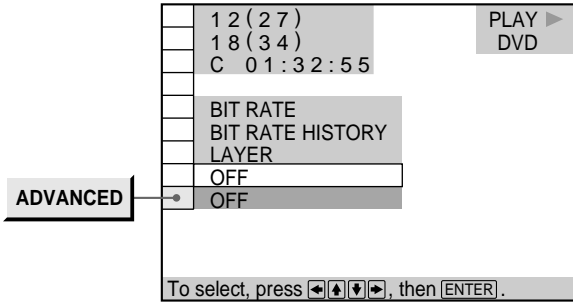 12(27)
18(34)
C 01:32:55
PLAY ▶
DVD
BIT RATE
BIT RATE HISTORY
LAYER
OFF
OFF
ADVANCED
To select, press ←↑↓→, then ENTER.